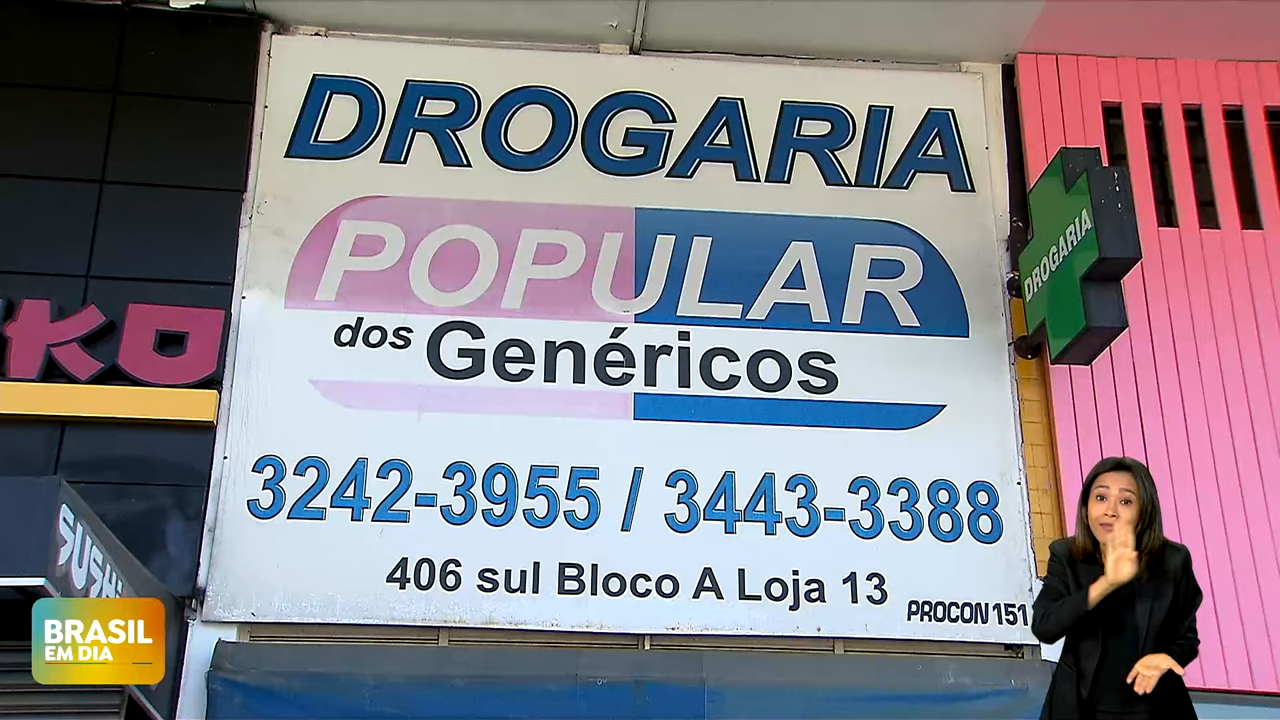 DROGARIA
POPULAR
dos Genéricos
3242-3955 / 3443-3388
406 sul Bloco A Loja 13
PROCON 151
DROGARIA
SUSHI
BRASIL
EM DIA